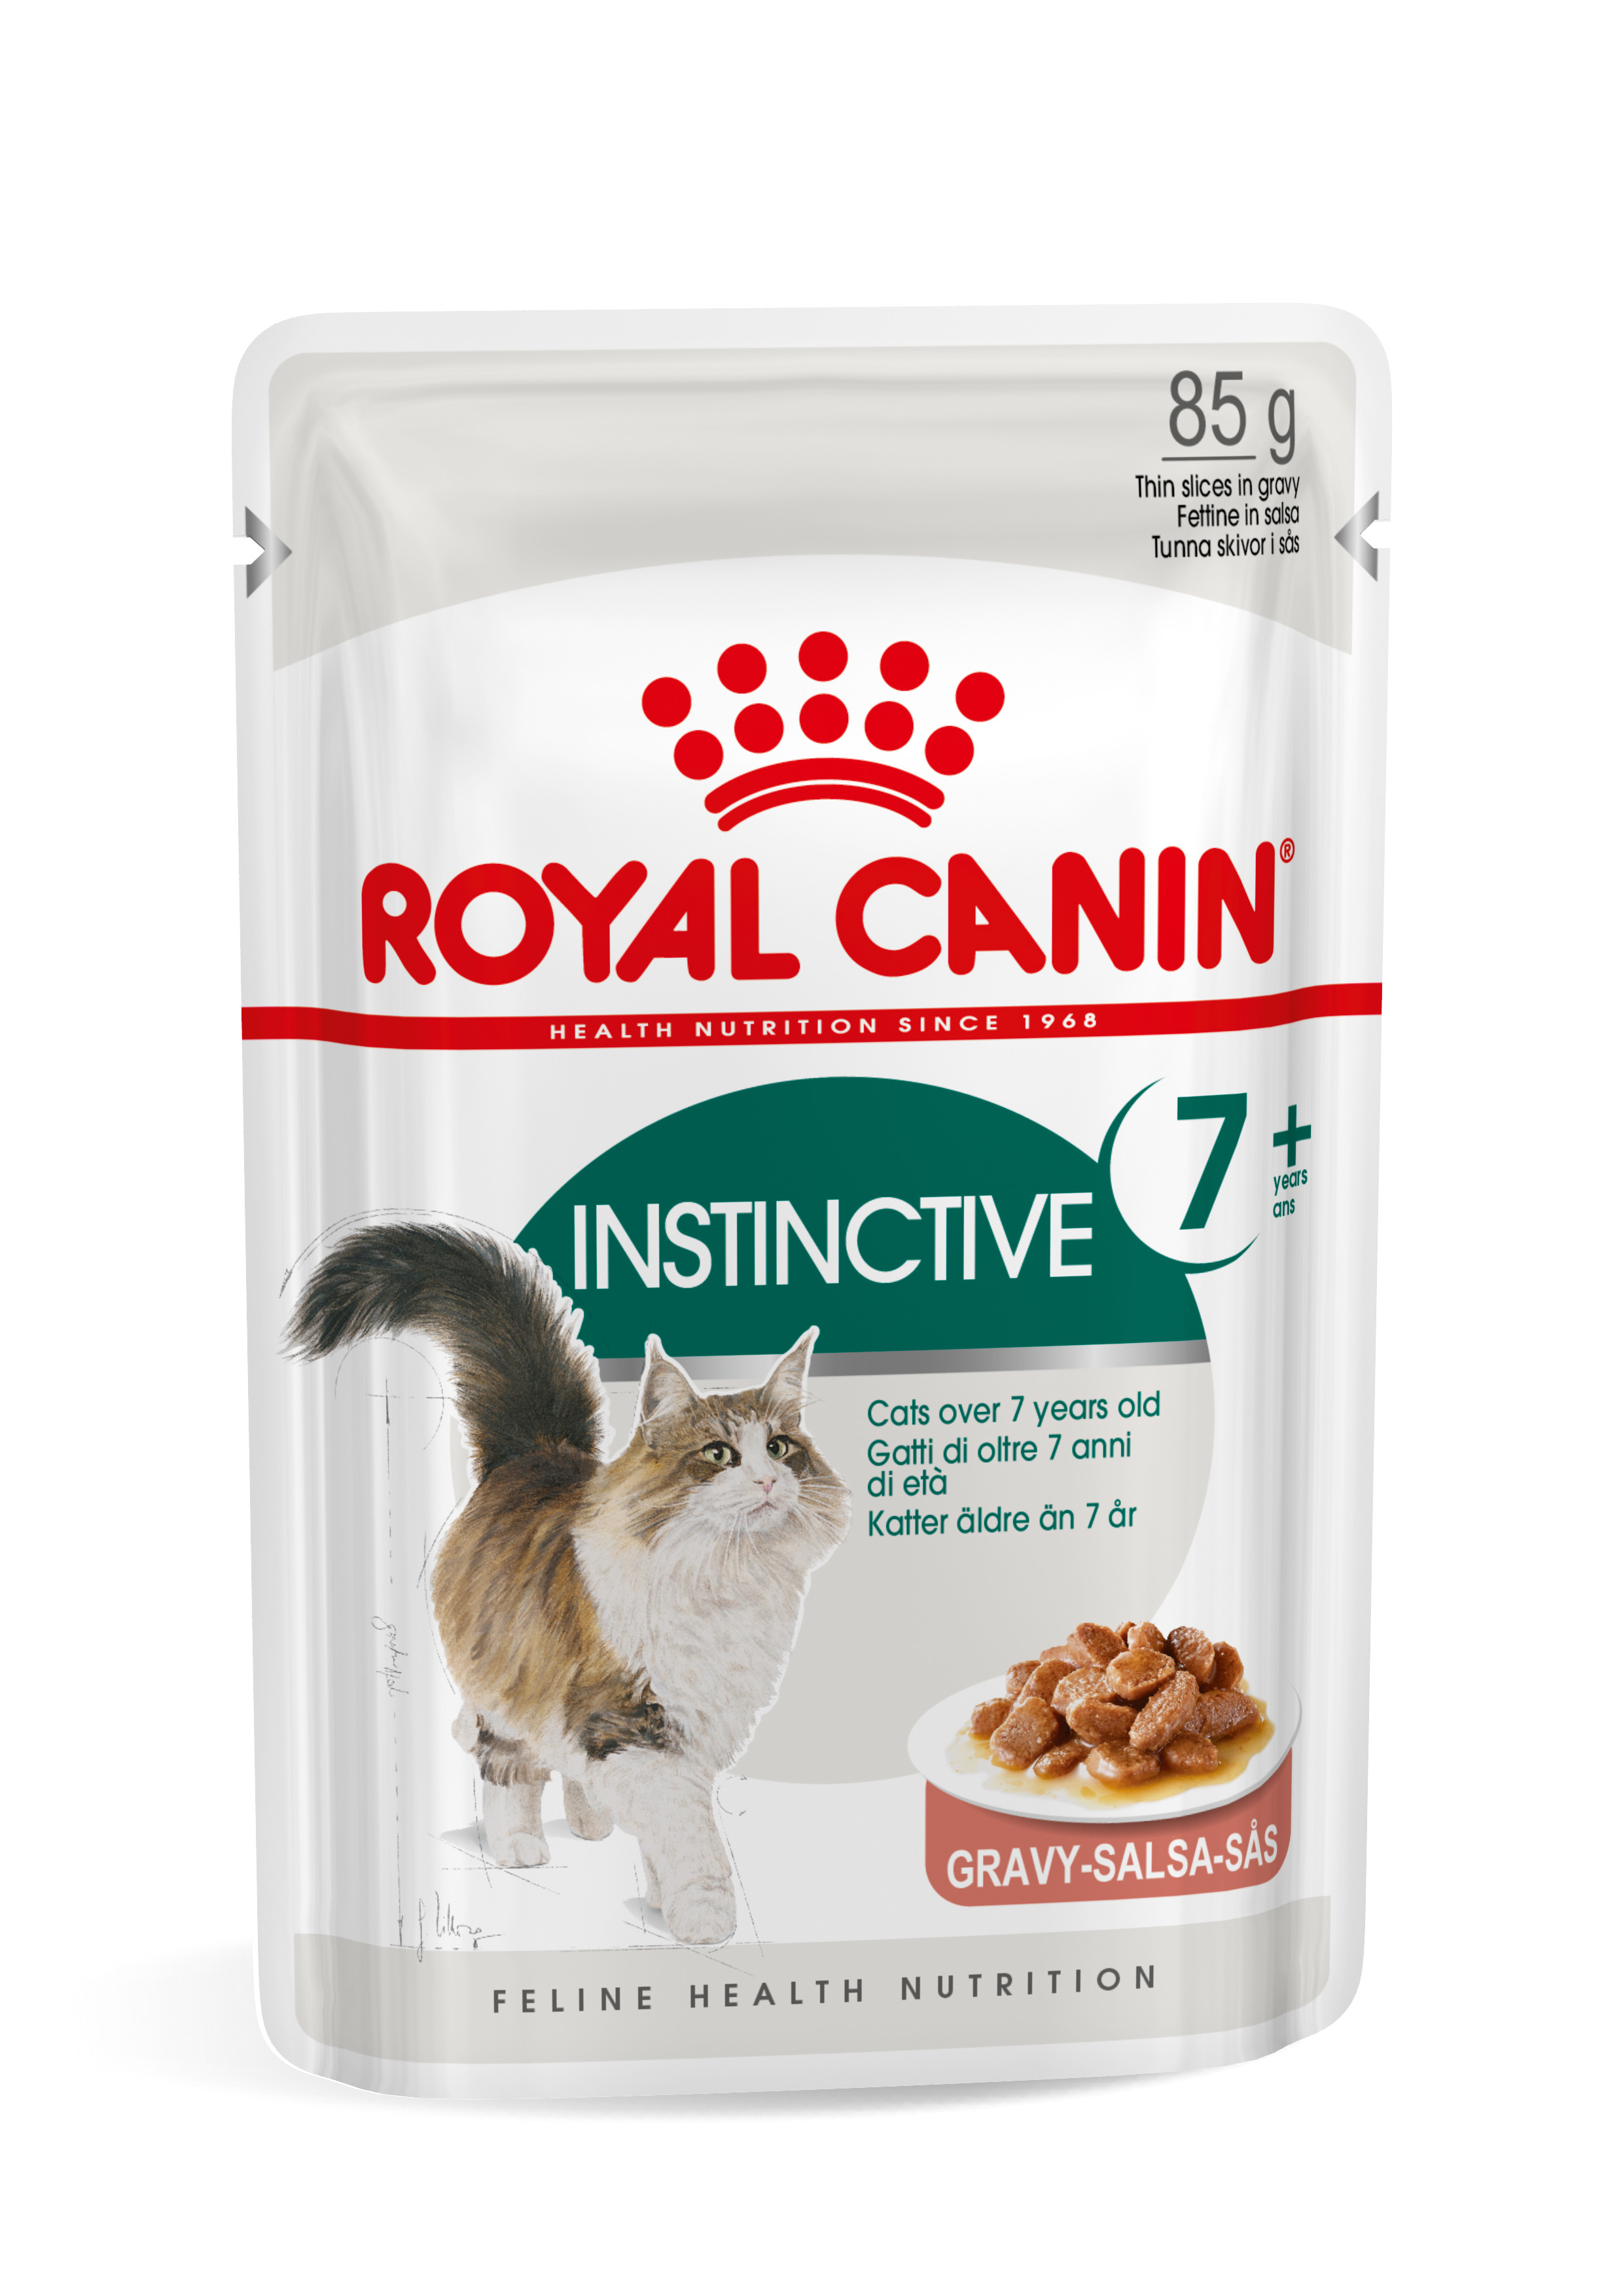 85 g
Thin slices in gravy
Fettine in salsa
Tunna skivor i sås
ROYAL CANIN®
HEALTH NUTRITION SINCE 1968
7+
years
ans
INSTINCTIVE
Cats over 7 years old
Gatti di oltre 7 anni
di età
Katter äldre än 7 år
GRAVY-SALSA-SÅS
FELINE HEALTH NUTRITION